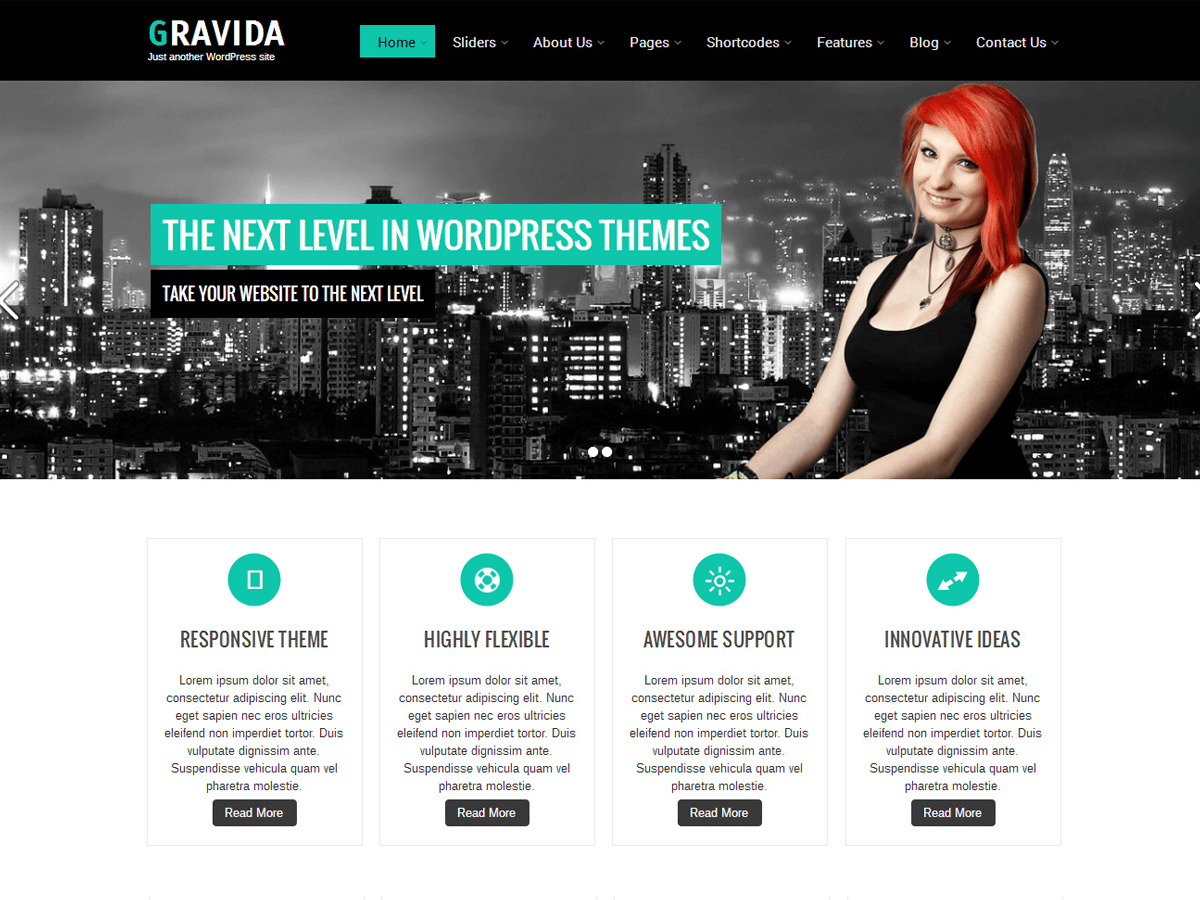 GRAVIDA
Just another WordPress site
Home Sliders About Us Pages Shortcodes Features Blog Contact Us
THE NEXT LEVEL IN WORDPRESS THEMES
TAKE YOUR WEBSITE TO THE NEXT LEVEL
RESPONSIVE THEME
Lorem ipsum dolor sit amet,
consectetur adipiscing elit. Nunc
eget sapien nec eros ultricies
eleifend non imperdiet tortor. Duis
vulputate dignissim ante.
Suspendisse vehicula quam vel
pharetra molestie.
Read More
HIGHLY FLEXIBLE
Lorem ipsum dolor sit amet,
consectetur adipiscing elit. Nunc
eget sapien nec eros ultricies
eleifend non imperdiet tortor. Duis
vulputate dignissim ante.
Suspendisse vehicula quam vel
pharetra molestie.
Read More
AWESOME SUPPORT
Lorem ipsum dolor sit amet,
consectetur adipiscing elit. Nunc
eget sapien nec eros ultricies
eleifend non imperdiet tortor. Duis
vulputate dignissim ante.
Suspendisse vehicula quam vel
pharetra molestie.
Read More
INNOVATIVE IDEAS
Lorem ipsum dolor sit amet,
consectetur adipiscing elit. Nunc
eget sapien nec eros ultricies
eleifend non imperdiet tortor. Duis
vulputate dignissim ante.
Suspendisse vehicula quam vel
pharetra molestie.
Read More